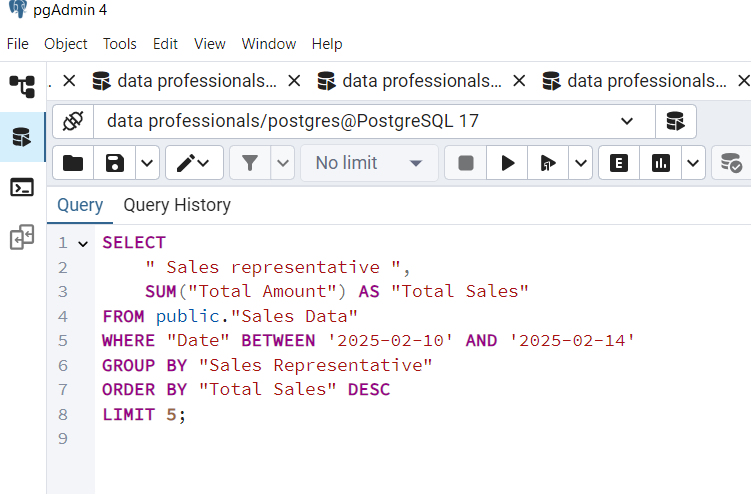 pgAdmin 4
File Object Tools Edit View Window Help
. data professionals... data professionals... data professionals...
data professionals/postgres@PostgreSQL 17
No limit E
Query Query History
1 SELECT
2 " Sales representative ",
3 SUM("Total Amount") AS "Total Sales"
4 FROM public."Sales Data"
5 WHERE "Date" BETWEEN '2025-02-10' AND '2025-02-14'
6 GROUP BY "Sales Representative"
7 ORDER BY "Total Sales" DESC
8 LIMIT 5;
9